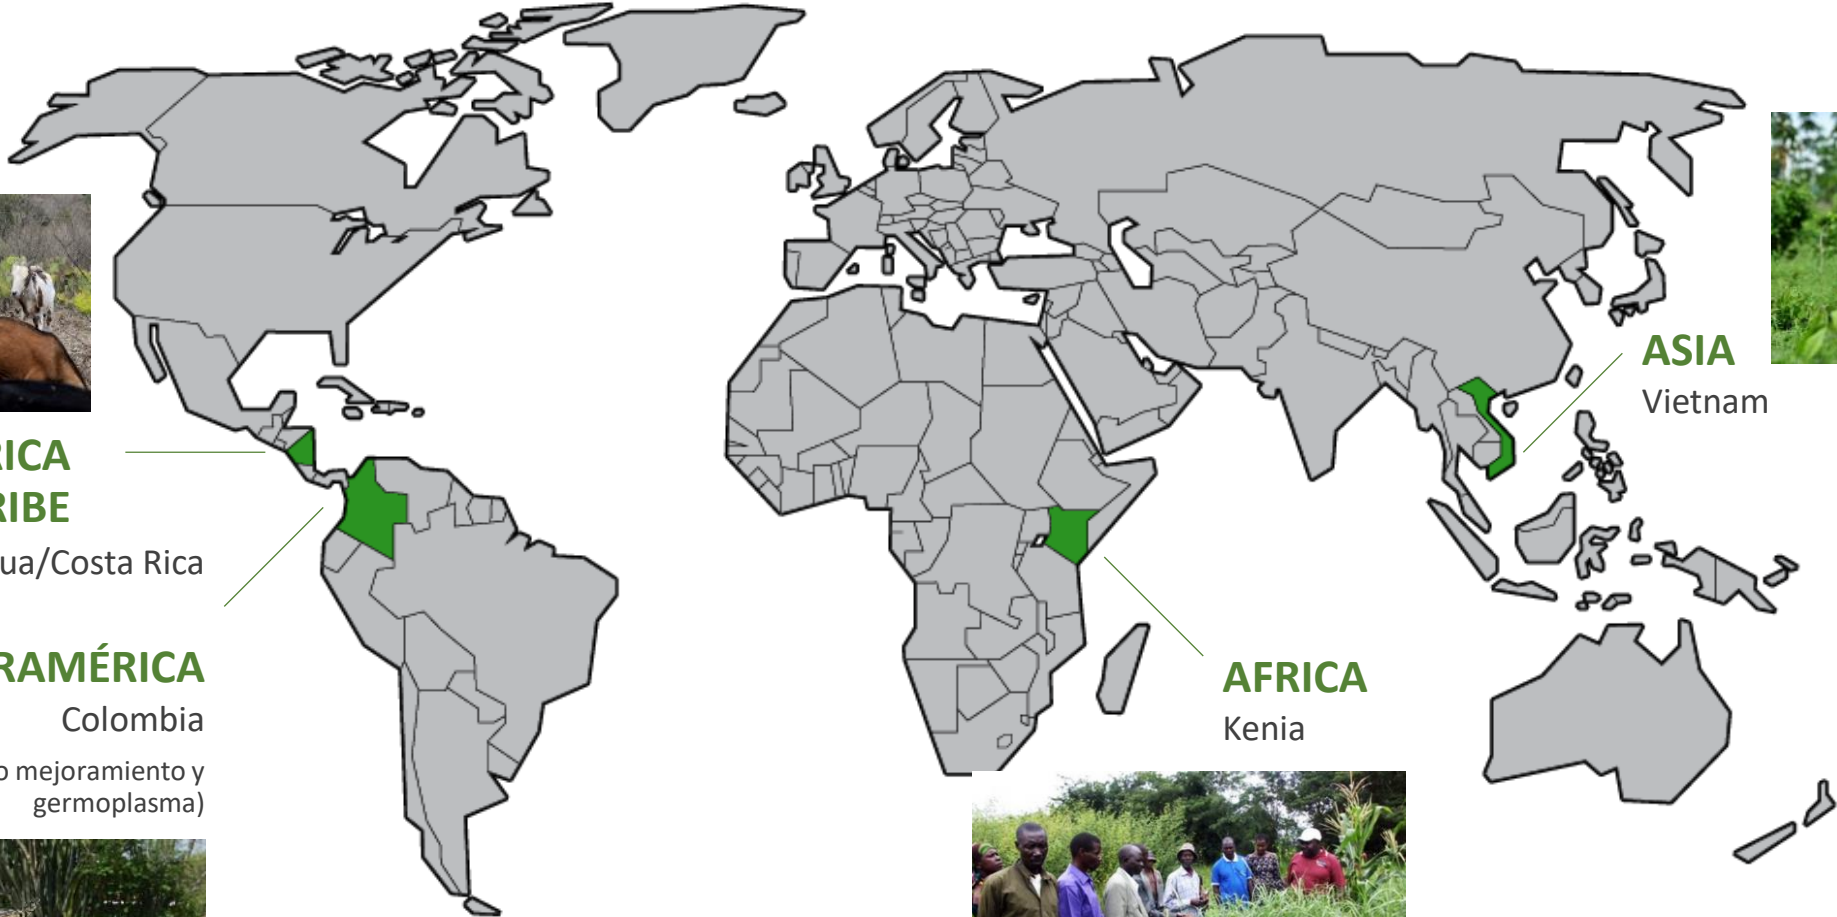 ASIA
Vietnam
RICA
RIBE
ua/Costa Rica
RAMÉRICA
Colombia
o mejoramiento y
germoplasma)
AFRICA
Kenia